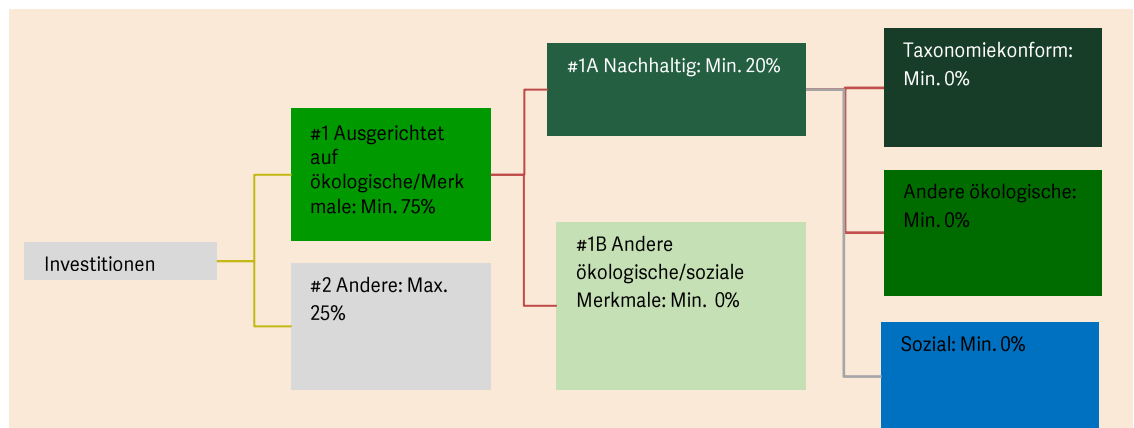 Investitionen
#1 Ausgerichtet
auf
ökologische/Merk
male: Min. 75%
#2 Andere: Max.
25%
#1A Nachhaltig: Min. 20%
#1B Andere
ökologische/soziale
Merkmale: Min.  0%
Taxonomiekonform:
Min. 0%
Andere ökologische:
Min. 0%
Sozial: Min. 0%